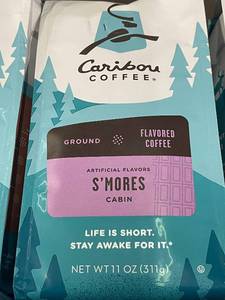 Caribou
COFFEE®
GROUND FLAVORED
COFFEE
ARTIFICIAL FLAVORS
S'MORES
CABIN
LIFE IS SHORT.
STAY AWAKE FOR IT.®
NET WT 11 OZ (311g)